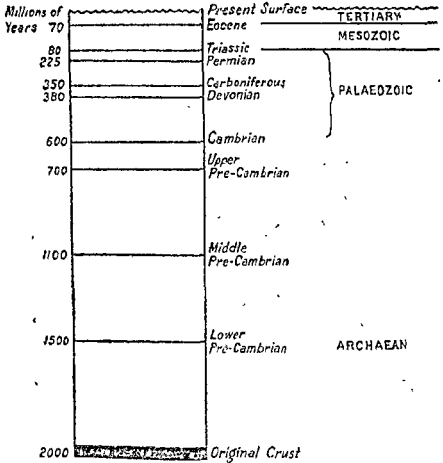 Millions of Present Surface
TERTIARY
Years 70 Eocene
MESOZOIC
80 Triassic
225 Permian
350 Carboniferous
380 Devonian
PALAEOZOIC
600 Cambrian
Upper
700 Pre-Cambrian
Middle
1100 Pre-Cambrian
Lower
1500 Pre-Cambrian
ARCHAEAN
2000 Original Crust